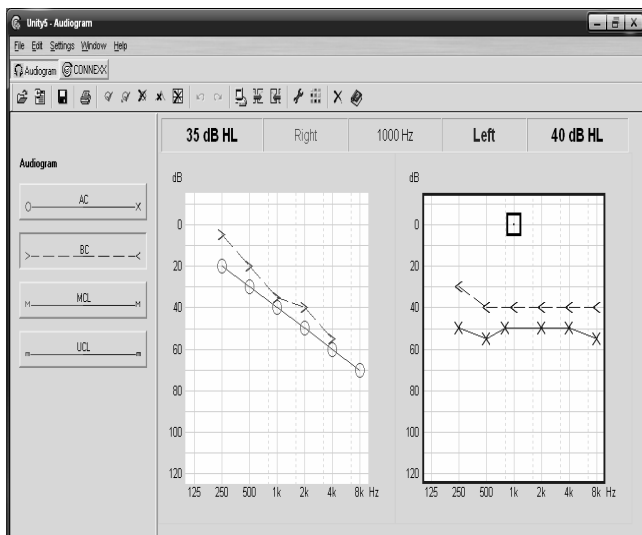 Unity5 - Audiogram
File Edit Settings Window Help
Audiogram CONNEXX
35 dB HL Right 1000 Hz Left 40 dB HL
Audiogram
AC
BC
MCL
UCL
dB
0
20
40
60
80
100
120
125 250 500 1k 2k 4k 8k Hz
dB
0
20
40
60
80
100
120
125 250 500 1k 2k 4k 8k Hz